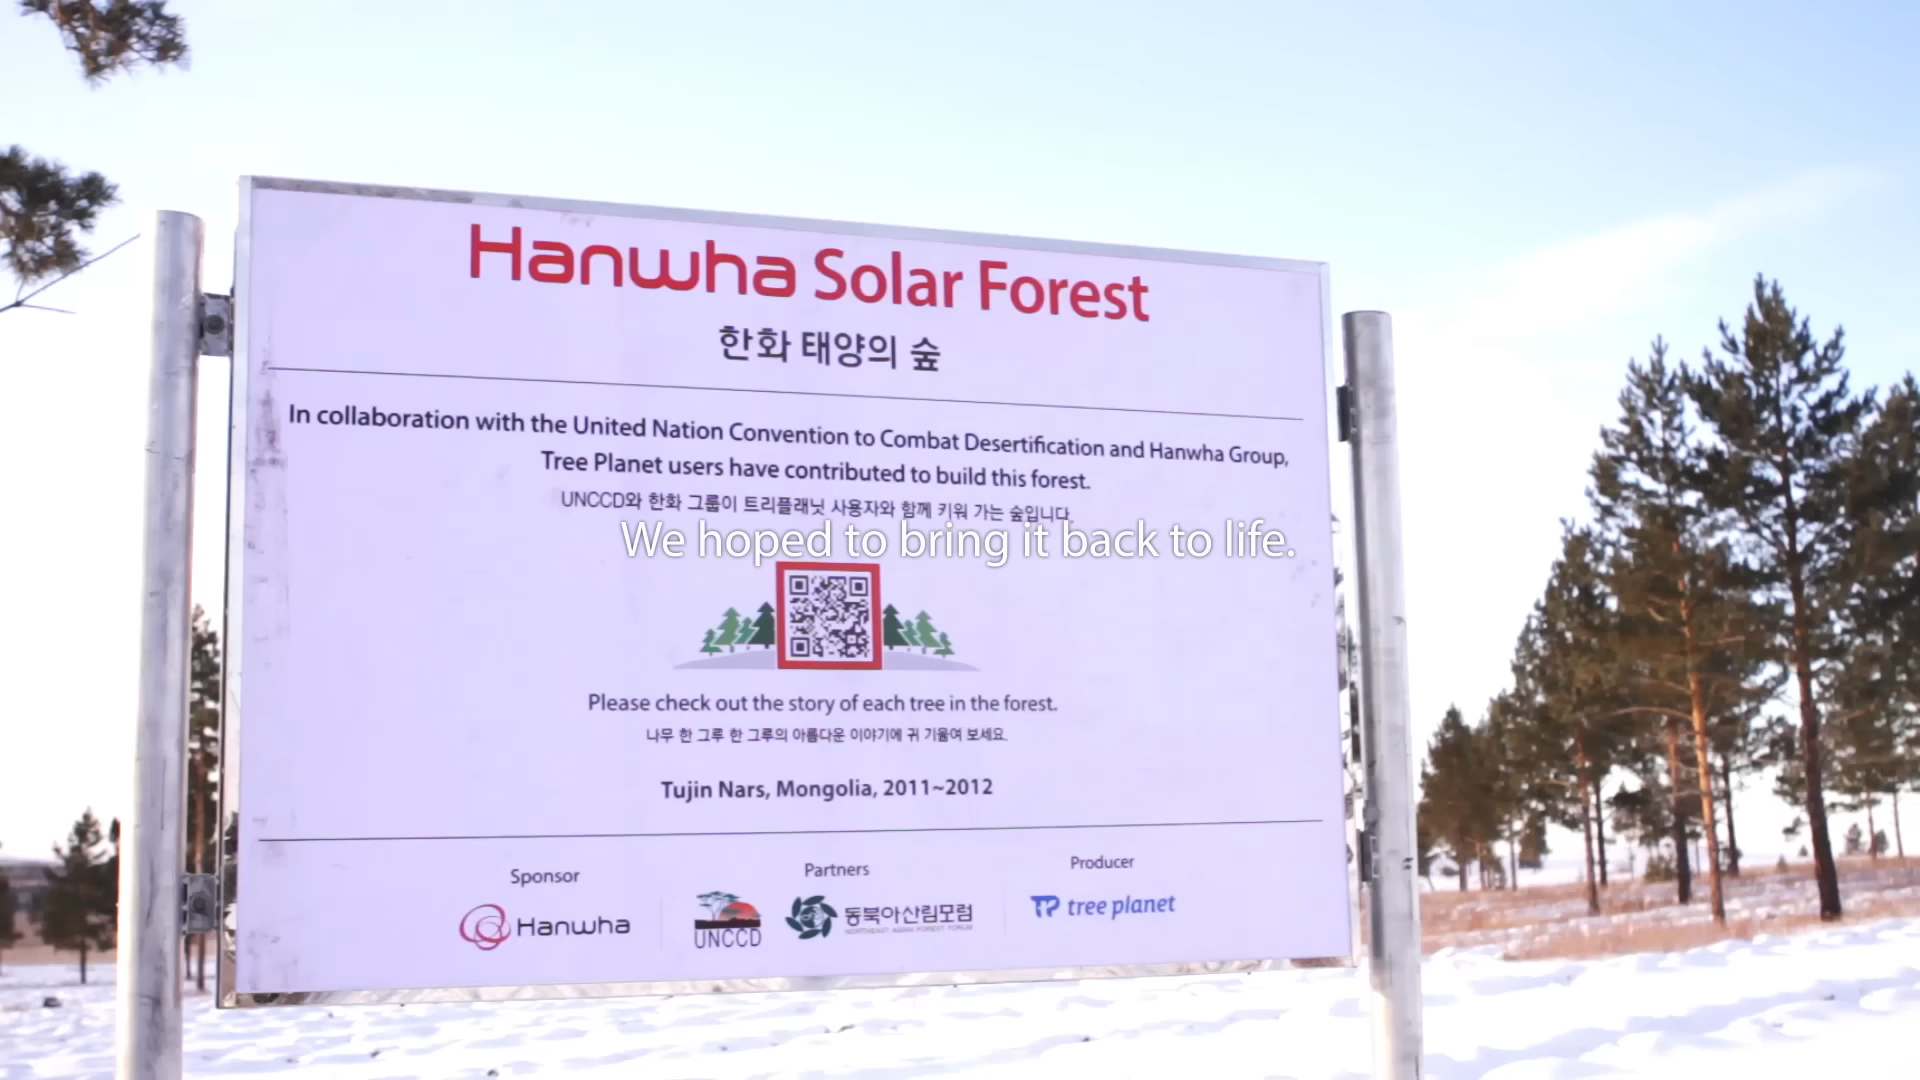 Hanwha Solar Forest
한화 태양의 숲
In collaboration with the United Nation Convention to Combat Desertification and Hanwha Group,
Tree Planet users have contributed to build this forest.
UNCCD와 한화 그룹이 트리플래닛 사용자와 함께 키워 가는 숲입니다.
We hoped to bring it back to life.
Please check out the story of each tree in the forest.
나무 한 그루 한 그루의 아름다운 이야기에 귀 기울여 보세요.
Tujin Nars, Mongolia, 2011~2012
Sponsor
Partners
Producer
Hanwha
UNCCD
동북아산림포럼
NORTHEAST ASIAN FOREST FORUM
TP tree planet